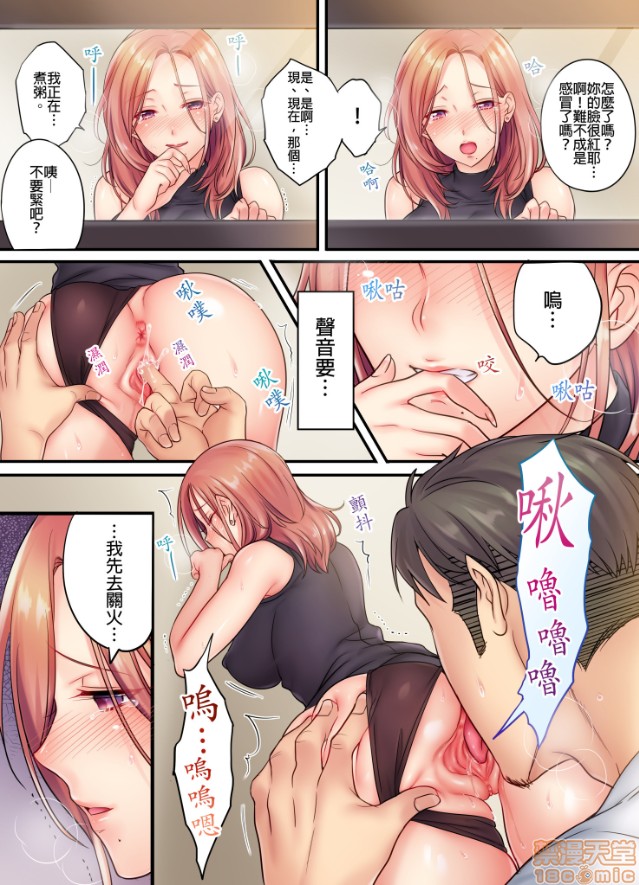 怎麼了嗎？
妳的臉很紅耶…
啊！難不成是
感冒了嗎？
哈
哈啊
！
是、是啊…
現、現在，那個…
呼
呼
我正在…
煮粥。
咦—
不要緊吧？
嗚…
啾咕
咬
啾咕
聲音要…
啾噗
濕潤
濕潤
啾噗
啾
嚕嚕嚕
顫抖
呼
嗚…嗚嗚嗯
…我先去關火…
禁漫天堂
18comic